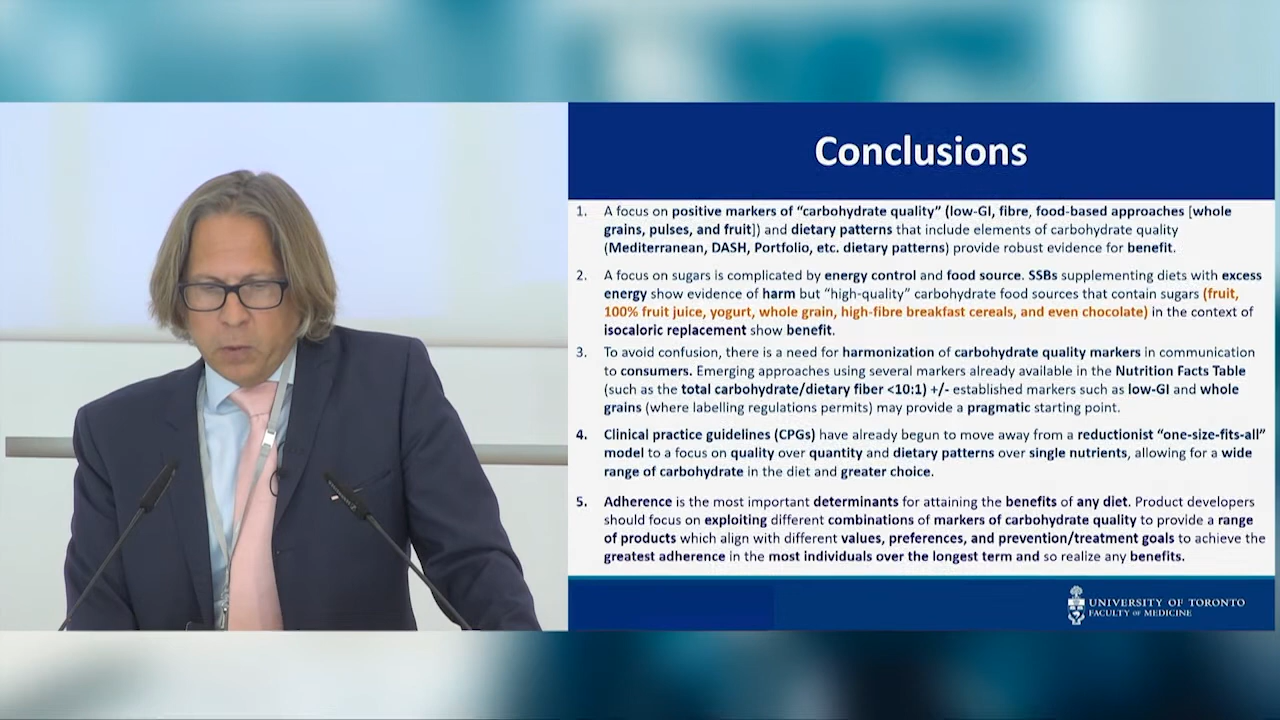 Conclusions
1. A focus on positive markers of “carbohydrate quality” (low-GI, fibre, food-based approaches [whole
grains, pulses, and fruit]) and dietary patterns that include elements of carbohydrate quality
(Mediterranean, DASH, Portfolio, etc. dietary patterns) provide robust evidence for benefit.
2. A focus on sugars is complicated by energy control and food source. SSBs supplementing diets with excess
energy show evidence of harm but “high-quality” carbohydrate food sources that contain sugars (fruit,
100% fruit juice, yogurt, whole grain, high-fibre breakfast cereals, and even chocolate) in the context of
isocaloric replacement show benefit.
3. To avoid confusion, there is a need for harmonization of carbohydrate quality markers in communication
to consumers. Emerging approaches using several markers already available in the Nutrition Facts Table
(such as the total carbohydrate/dietary fiber <10:1) +/- established markers such as low-GI and whole
grains (where labelling regulations permits) may provide a pragmatic starting point.
4. Clinical practice guidelines (CPGs) have already begun to move away from a reductionist “one-size-fits-all”
model to a focus on quality over quantity and dietary patterns over single nutrients, allowing for a wide
range of carbohydrate in the diet and greater choice.
5. Adherence is the most important determinants for attaining the benefits of any diet. Product developers
should focus on exploiting different combinations of markers of carbohydrate quality to provide a range
of products which align with different values, preferences, and prevention/treatment goals to achieve the
greatest adherence in the most individuals over the longest term and so realize any benefits.
UNIVERSITY OF TORONTO
FACULTY OF MEDICINE